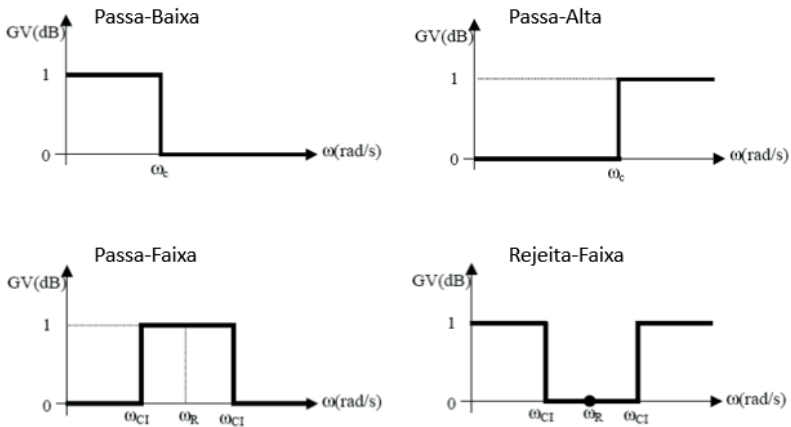 Passa-Baixa
GV(dB)
1
0
ωc
ω(rad/s)
Passa-Alta
GV(dB)
1
0
ωc
ω(rad/s)
Passa-Faixa
GV(dB)
1
0
ωCI
ωR
ωCI
ω(rad/s)
Rejeita-Faixa
GV(dB)
1
0
ωCI
ωR
ωCI
ω(rad/s)